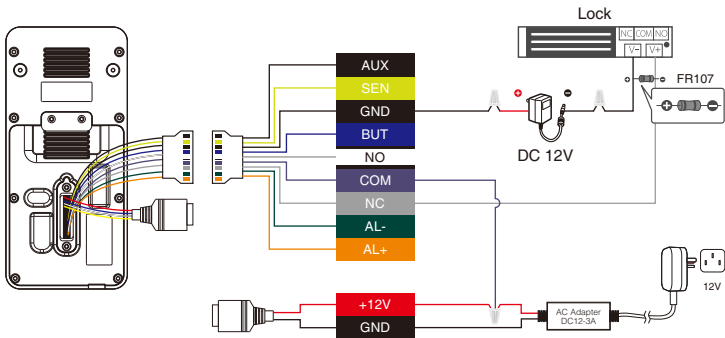 Lock
NC COM NO
V- V+
FR107
AUX
SEN
GND
BUT
NO
COM
NC
AL-
AL+
DC 12V
+12V
GND
AC Adapter
DC12-3A
12V